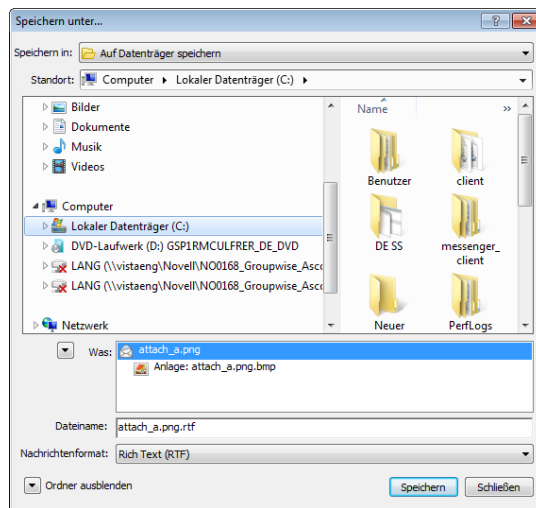 Speichern unter...
Speichern in: Auf Datenträger speichern
Standort: Computer Lokaler Datenträger (C:)
Bilder
Dokumente
Musik
Videos
Computer
Lokaler Datenträger (C:)
DVD-Laufwerk (D:) GSP1RMCULFRER_DE_DVD
LANG (\\vistaeng\Novell\NO0168_Groupwise_Asco
LANG (\\vistaeng\Novell\NO0168_Groupwise_Asco
Netzwerk
Name
Benutzer client
DE SS messenger_
client
Neuer PerfLogs
Was: attach_a.png
Anlage: attach_a.png.bmp
Dateiname: attach_a.png.rtf
Nachrichtenformat: Rich Text (RTF)
Ordner ausblenden Speichern Schließen